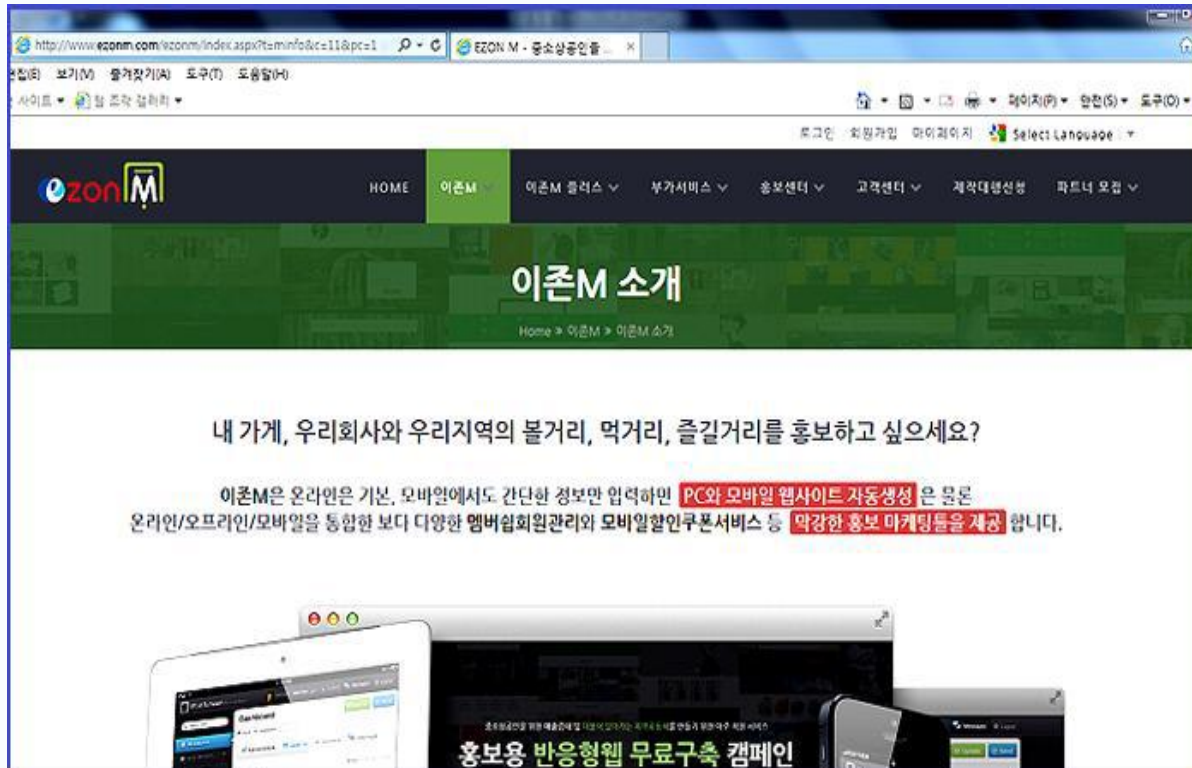 http://www.ezonm.com/ezonm/index.aspx?t=minfo&c=11&pc=1
EZON M - 중소상공인을 ...
편집(E) 보기(V) 즐겨찾기(A) 도구(T) 도움말(H)
사이트 웹 조각 갤러리
페이지(P) 안전(S) 도구(O)
로그인 회원가입 마이페이지 Select Language
ezon M
HOME 이존M 이존M 플러스 부가서비스 홍보센터 고객센터 제작대행신청 파트너 모집
이존M 소개
Home » 이존M » 이존M 소개
내 가게, 우리회사와 우리지역의 볼거리, 먹거리, 즐길거리를 홍보하고 싶으세요?
이존M은 온라인은 기본, 모바일에서도 간단한 정보만 입력하면 PC와 모바일 웹사이트 자동생성 은 물론
온라인/오프라인/모바일을 통합한 보다 다양한 멤버쉽회원관리와 모바일할인쿠폰서비스 등 막강한 홍보 마케팅툴을 제공 합니다.
홍보용 반응형웹 무료구축 캠페인